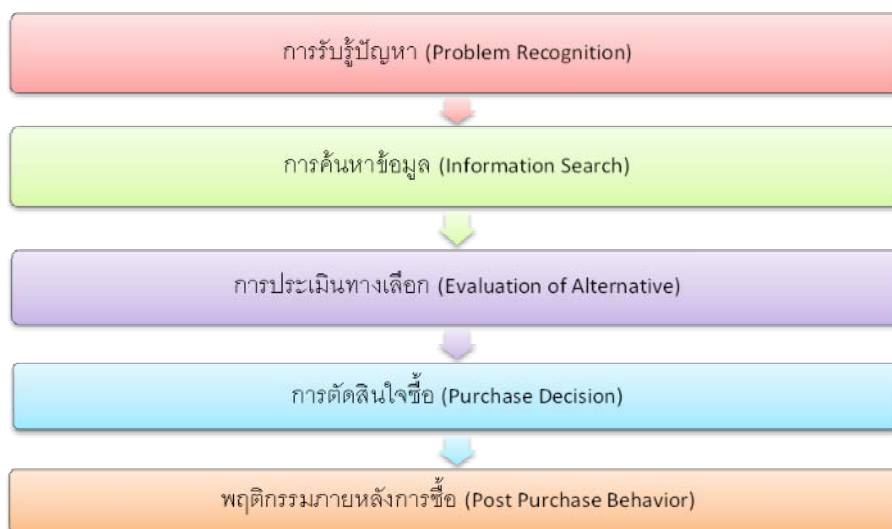 การรับรู้ปัญหา (Problem Recognition)
การค้นหาข้อมูล (Information Search)
การประเมินทางเลือก (Evaluation of Alternative)
การตัดสินใจซื้อ (Purchase Decision)
พฤติกรรมภายหลังการซื้อ (Post Purchase Behavior)